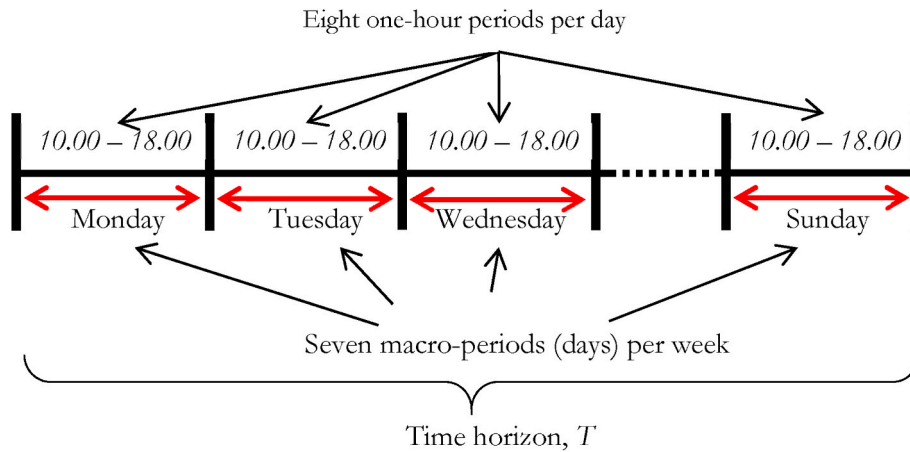 Eight one-hour periods per day
10.00 – 18.00 10.00 – 18.00 10.00 – 18.00 10.00 – 18.00
Monday Tuesday Wednesday Sunday
Seven macro-periods (days) per week
Time horizon, T